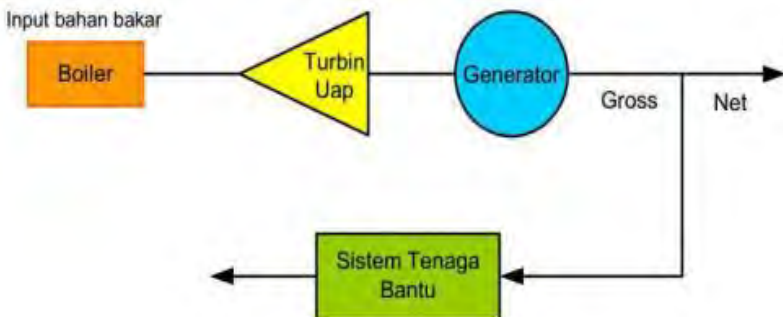 Input bahan bakar
Boiler
Turbin
Uap
Generator
Gross
Net
Sistem Tenaga
Bantu